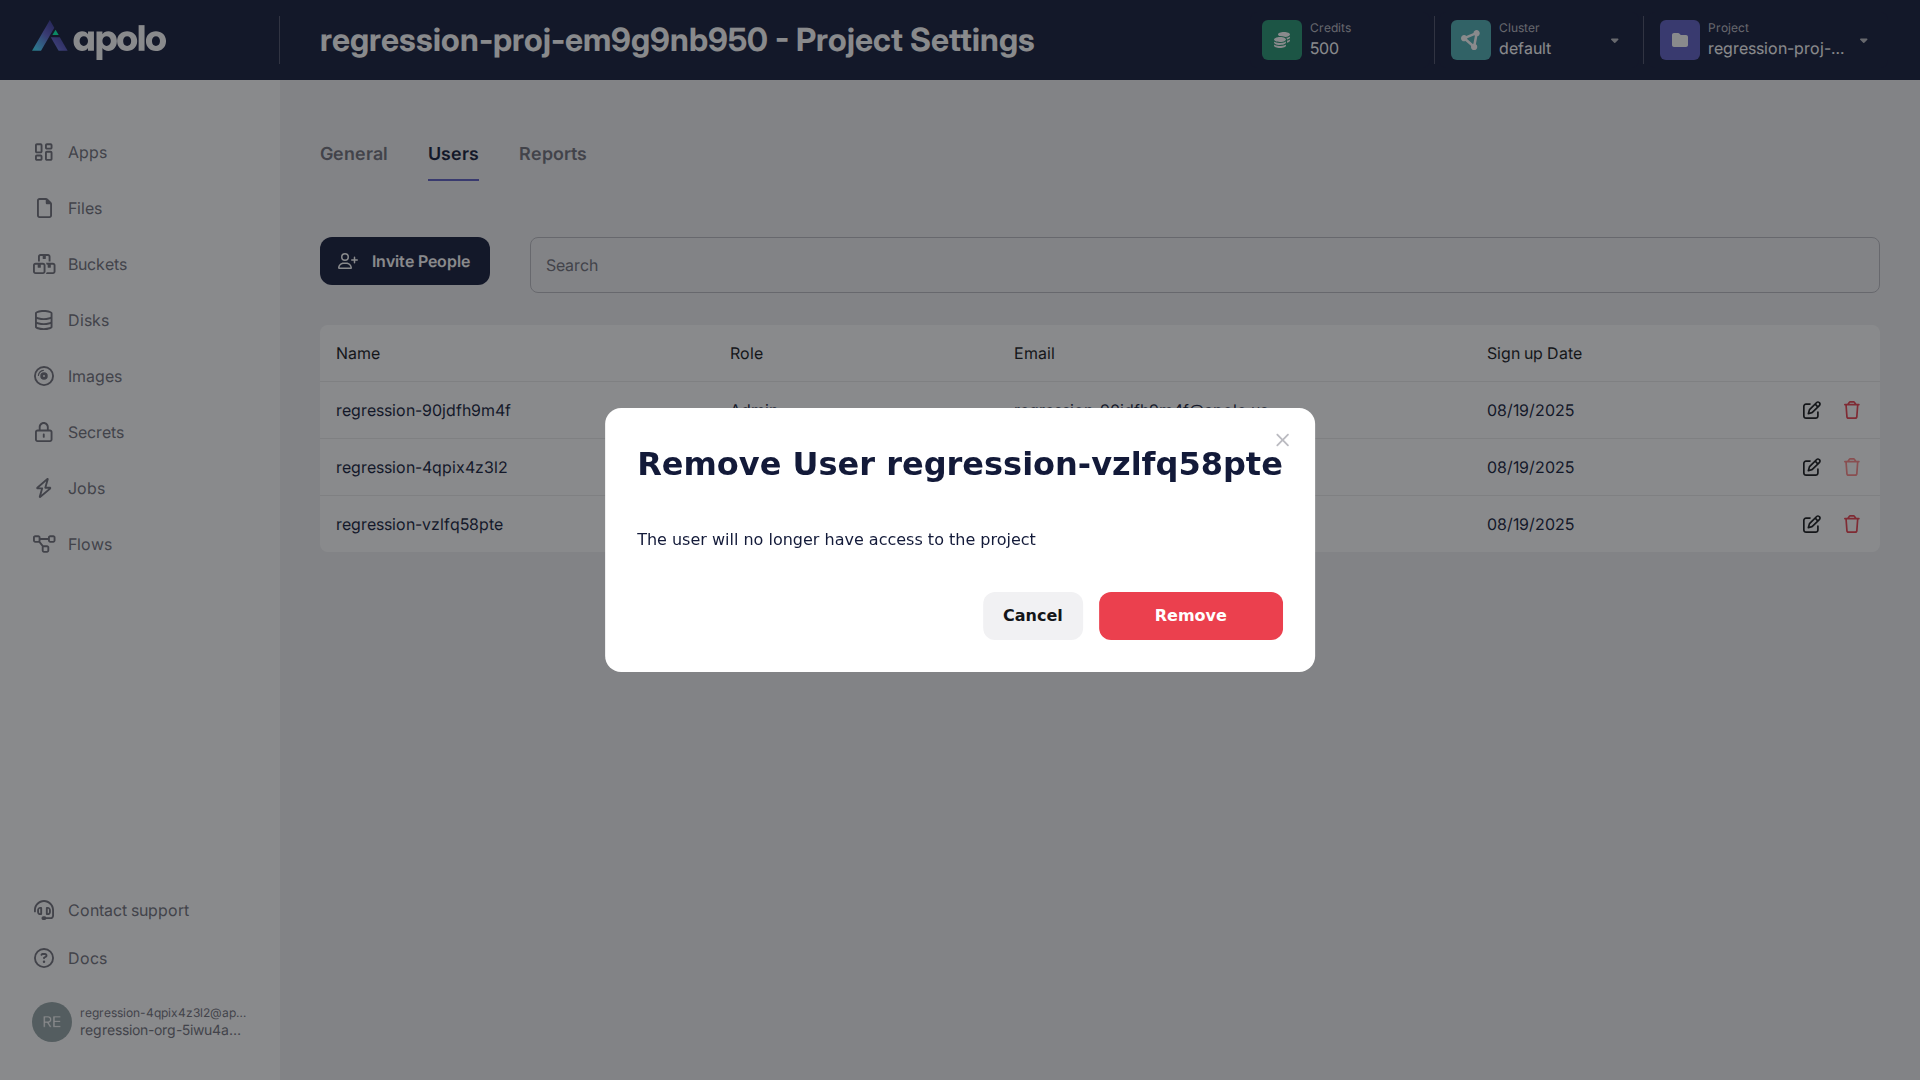 apolo
regression-proj-em9g9nb950 - Project Settings
Credits
500
Cluster
default
Project
regression-proj-...
Apps
Files
Buckets
Disks
Images
Secrets
Jobs
Flows
Contact support
Docs
RE
regression-4qpix4z3l2@ap...
regression-org-5iwu4a...
General
Users
Reports
Invite People
Search
Name Role Email Sign up Date
regression-90jdfh9m4f 08/19/2025
regression-4qpix4z3l2 08/19/2025
regression-vzlfq58pte 08/19/2025
Remove User regression-vzlfq58pte
The user will no longer have access to the project
Cancel
Remove